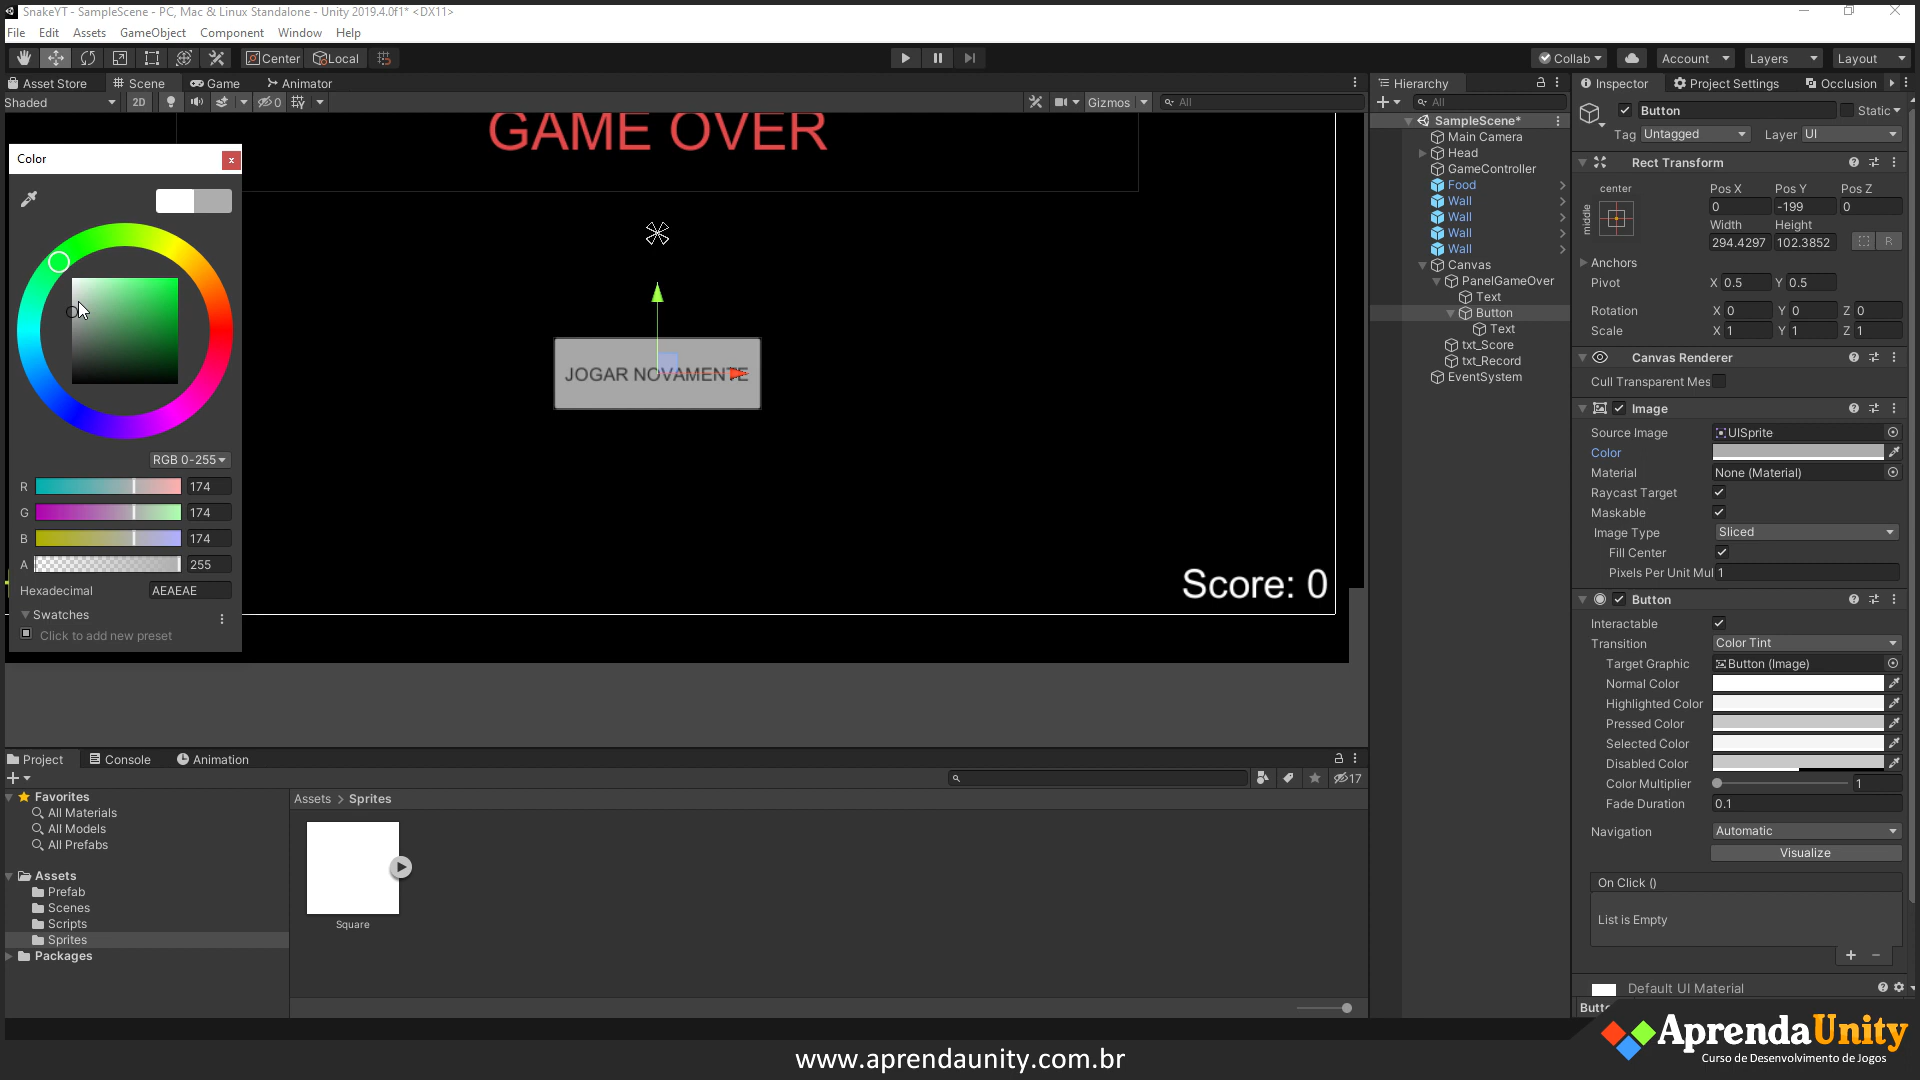 SnakeYT - SampleScene - PC, Mac & Linux Standalone - Unity 2019.4.0f1* <DX11>
File Edit Assets GameObject Component Window Help
Center Local
Collab Account Layers Layout
Asset Store Scene Game Animator
Shaded 2D 0 Gizmos All
GAME OVER
JOGAR NOVAMENTE
Score: 0
Color
RGB 0-255
R 174
G 174
B 174
A 255
Hexadecimal AEAEAE
Swatches
Click to add new preset
Hierarchy
All
SampleScene*
Main Camera
Head
GameController
Food
Wall
Wall
Wall
Wall
Canvas
PanelGameOver
Text
Button
Text
txt_Score
txt_Record
EventSystem
Inspector Project Settings Occlusion
Button Static
Tag Untagged Layer UI
Rect Transform
center
middle
Pos X Pos Y Pos Z
0 -199 0
Width Height
294.4297 102.3852
R
Anchors
Pivot X 0.5 Y 0.5
Rotation X 0 Y 0 Z 0
Scale X 1 Y 1 Z 1
Canvas Renderer
Cull Transparent Mes
Image
Source Image UISprite
Color
Material None (Material)
Raycast Target
Maskable
Image Type Sliced
Fill Center
Pixels Per Unit Mul 1
Button
Interactable
Transition Color Tint
Target Graphic Button (Image)
Normal Color
Highlighted Color
Pressed Color
Selected Color
Disabled Color
Color Multiplier 1
Fade Duration 0.1
Navigation Automatic
Visualize
On Click ()
List is Empty
Default UI Material
Butto
Project Console Animation
17
Favorites
All Materials
All Models
All Prefabs
Assets
Prefab
Scenes
Scripts
Sprites
Packages
Assets > Sprites
Square
AprendaUnity
Curso de Desenvolvimento de Jogos
www.aprendaunity.com.br